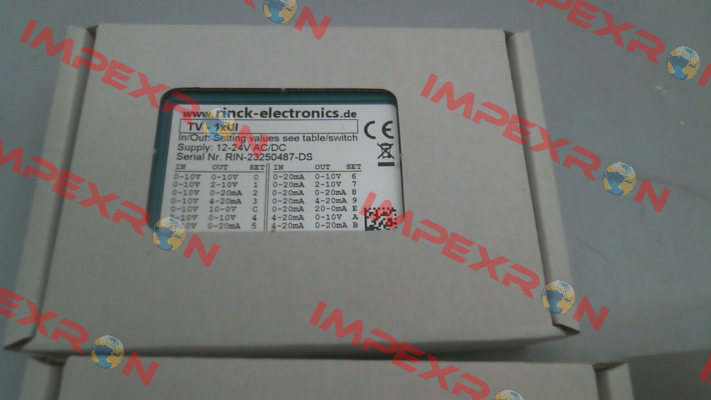 www.rinck-electronics.de
TV - 1xUI
In/Out: Setting values see table/switch
Supply: 12-24V AC/DC
Serial Nr. RIN-23250487-DS
CE
IN OUT SET IN OUT SET
0-10V 0-10V 0 0-20mA 0-10V 6
0-10V 2-10V 1 0-20mA 2-10V 7
0-10V 0-20mA 2 0-20mA 0-20mA 8
0-10V 4-20mA 3 0-20mA 4-20mA 9
0-10V 10-0V C 0-20mA 20-0mA E
0-10V 4 4-20mA 0-10V A
0-20mA 5 4-20mA 0-20mA B
IMPEXRON
IMPEXRON
IMPEXRON
IMPEXRON
IMPEXRON
IMPEXRON
IMPEXRON
IMPEXRON